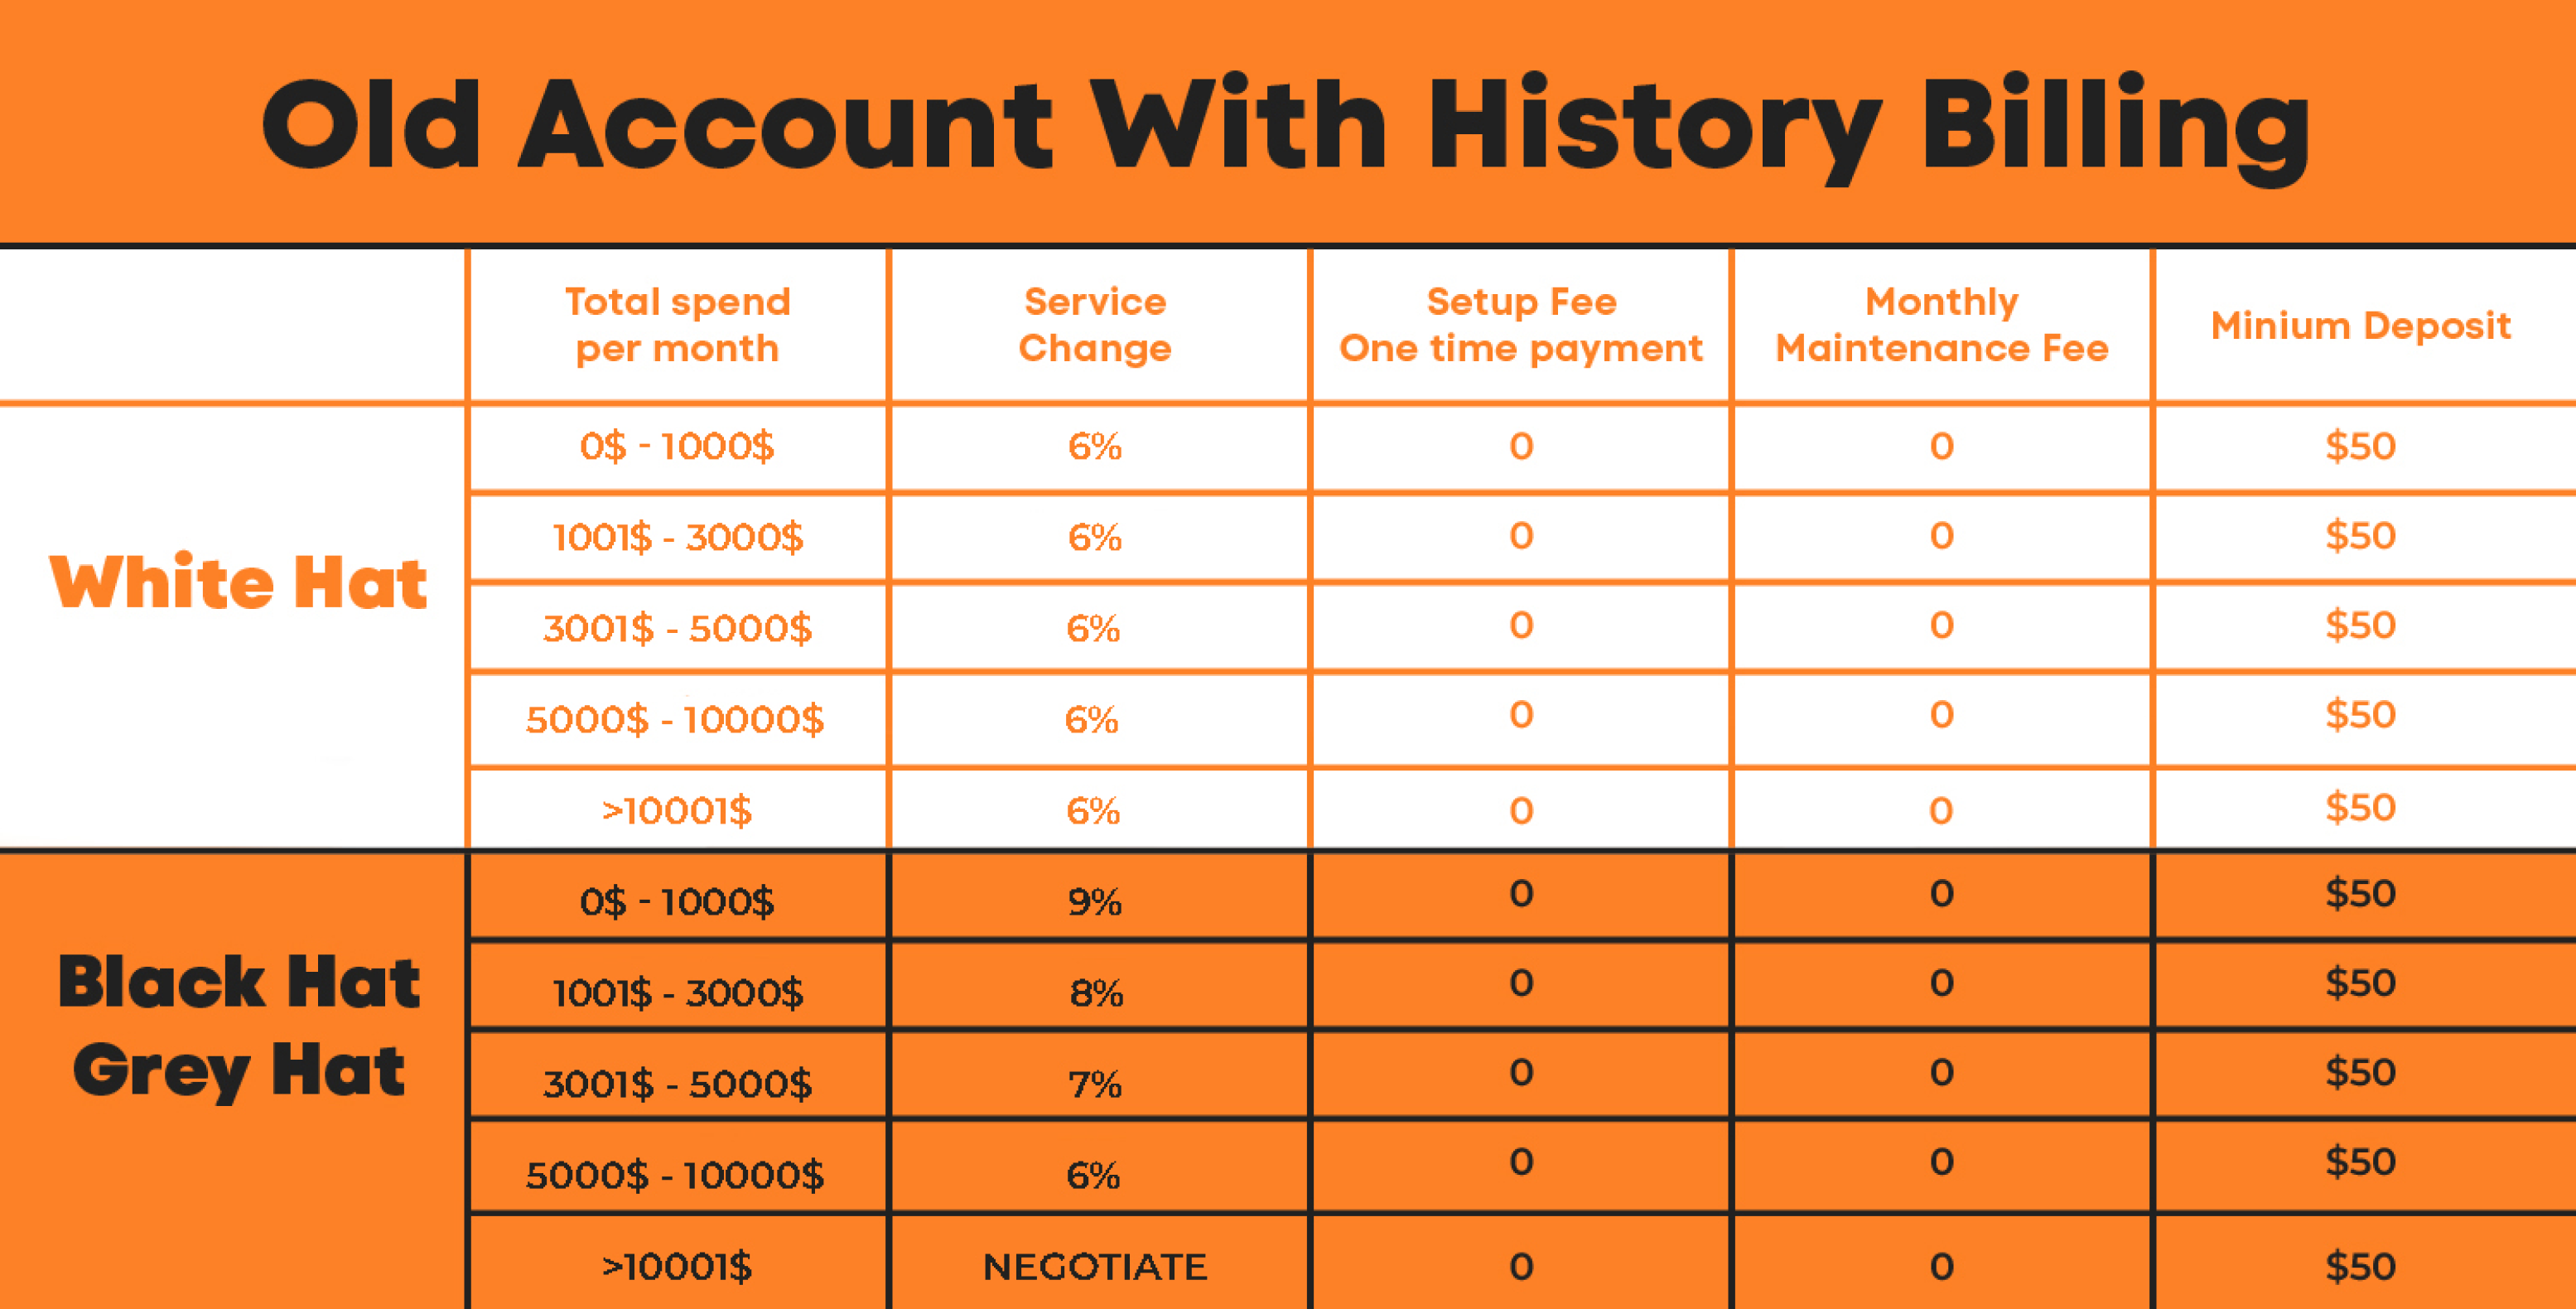 Old Account With History Billing
Total spend
per month
Service
Change
Setup Fee
One time payment
Monthly
Maintenance Fee
Minium Deposit
White Hat
0$ - 1000$ 6% 0 0 $50
1001$ - 3000$ 6% 0 0 $50
3001$ - 5000$ 6% 0 0 $50
5000$ - 10000$ 6% 0 0 $50
>10001$ 6% 0 0 $50
Black Hat
Grey Hat
0$ - 1000$ 9% 0 0 $50
1001$ - 3000$ 8% 0 0 $50
3001$ - 5000$ 7% 0 0 $50
5000$ - 10000$ 6% 0 0 $50
>10001$ NEGOTIATE 0 0 $50